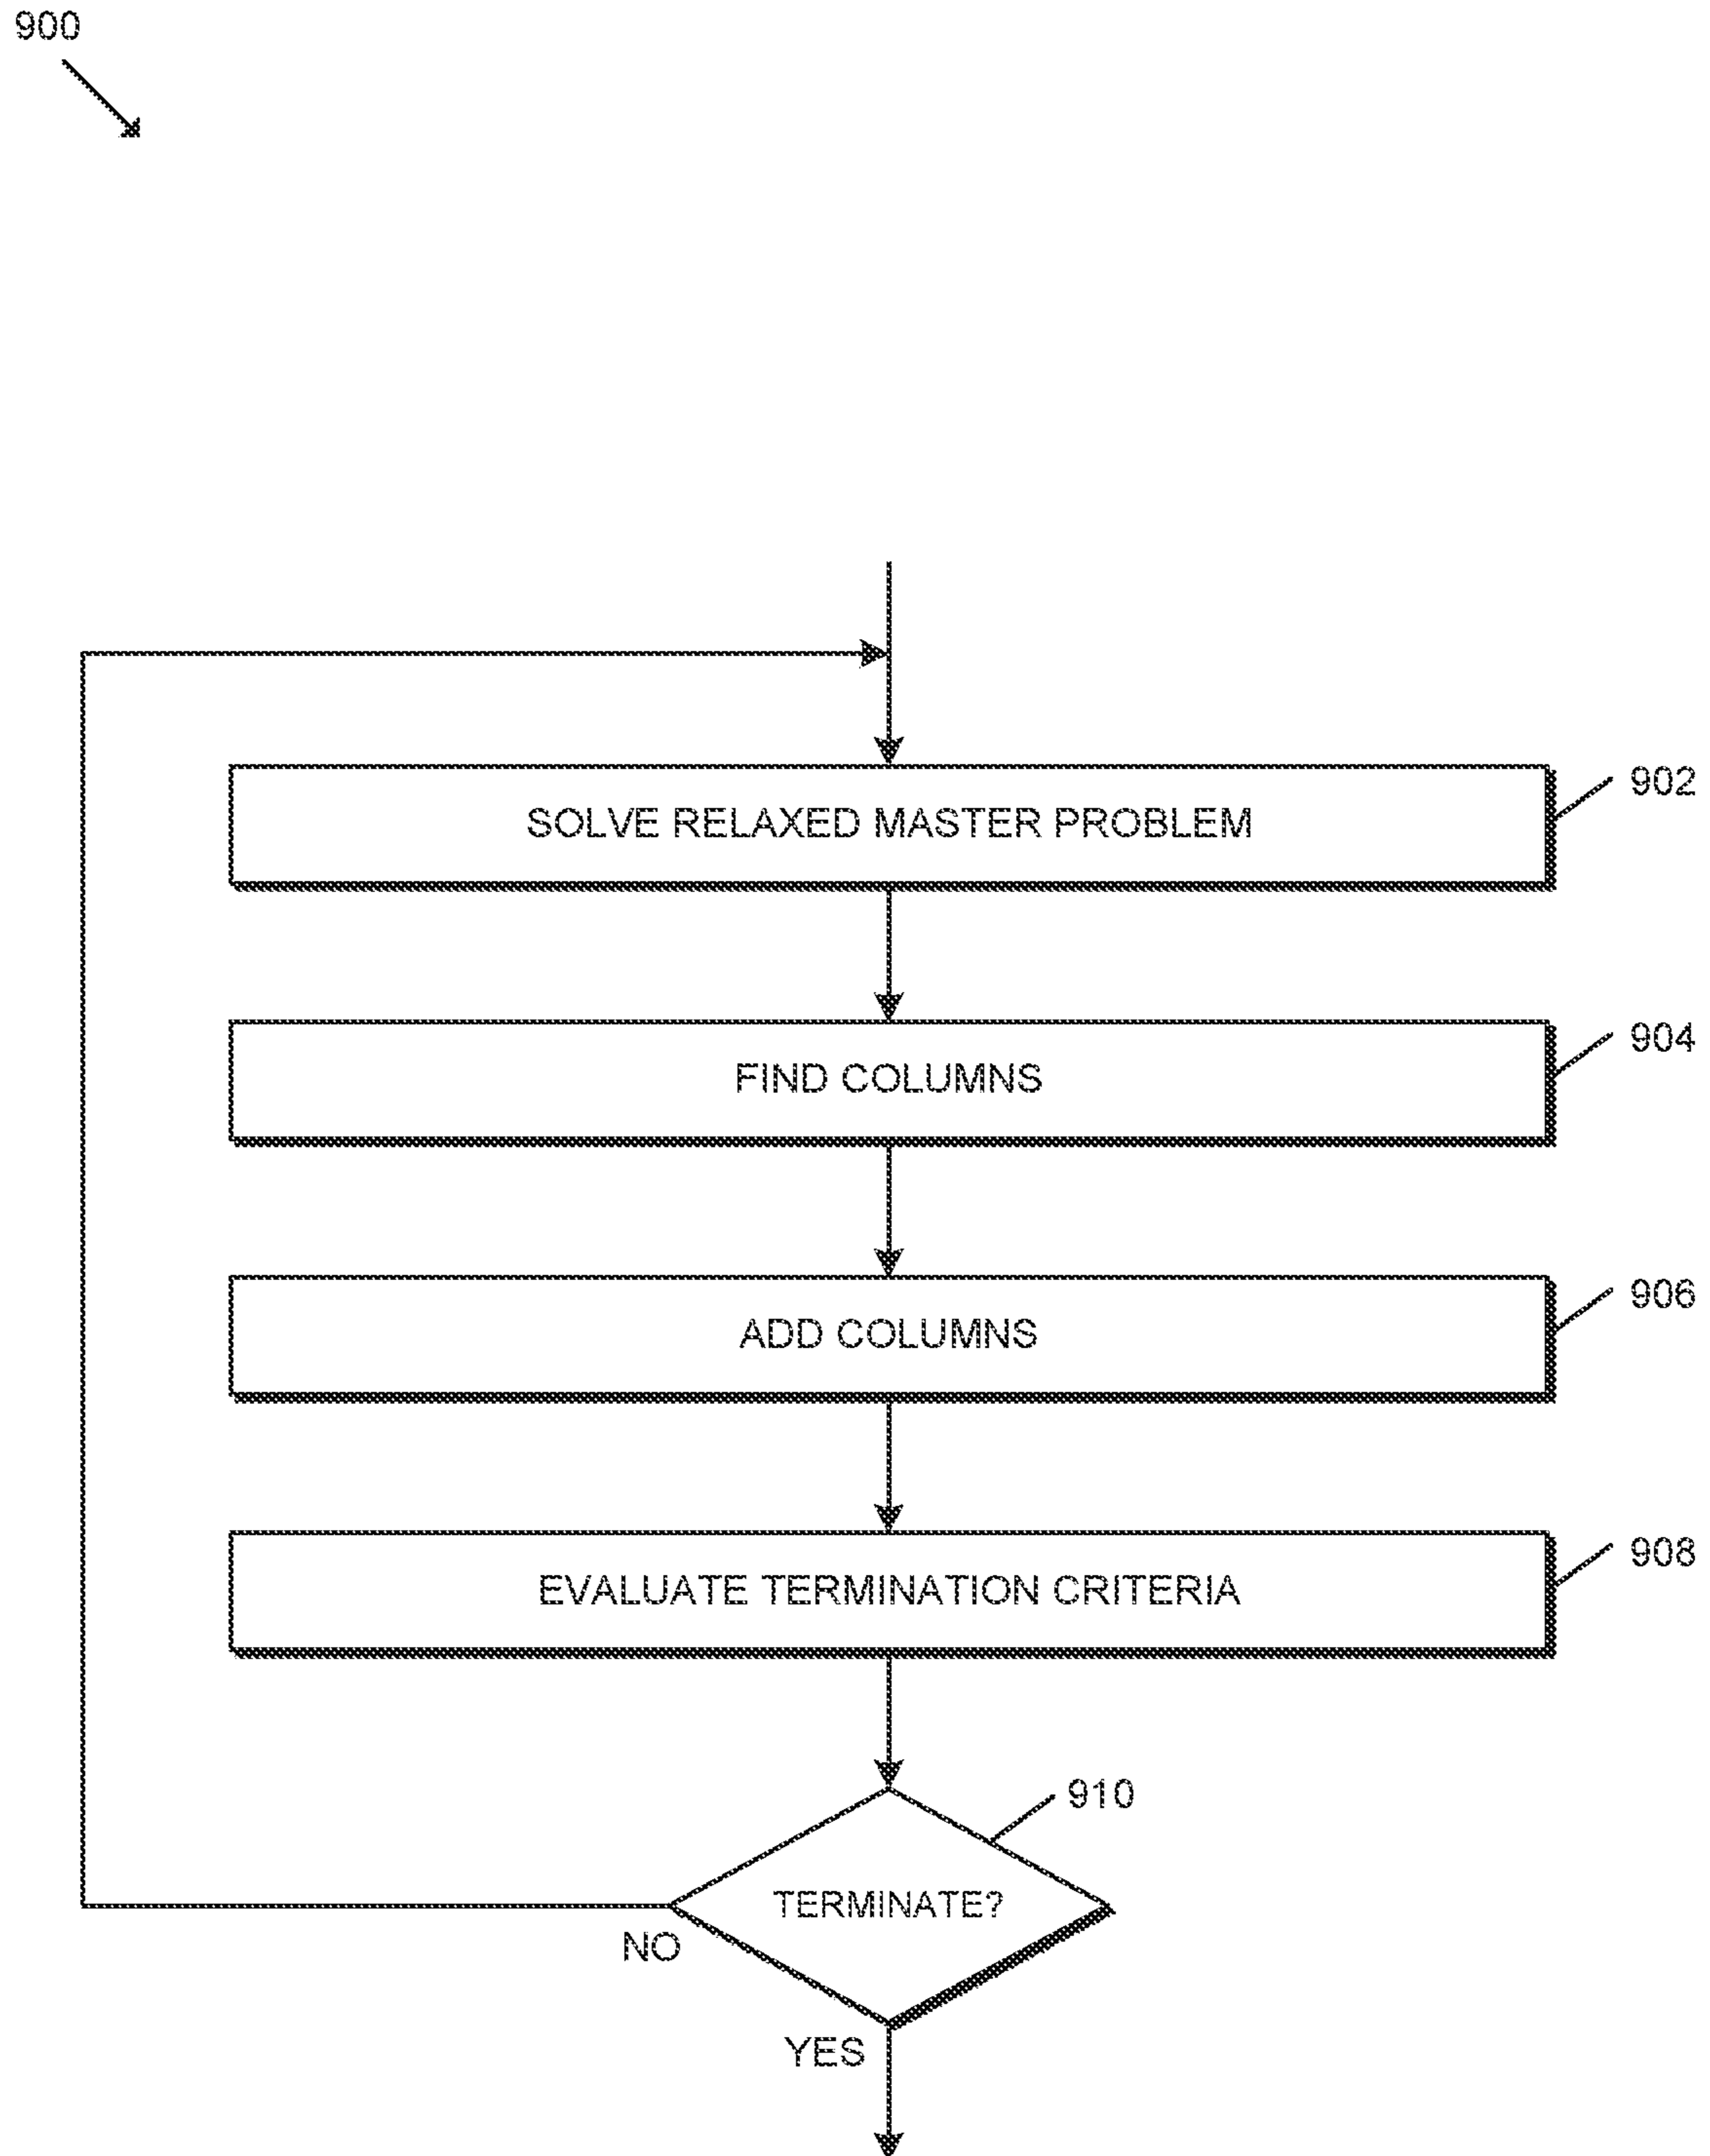 900
SOLVE RELAXED MASTER PROBLEM
902
FIND COLUMNS
904
ADD COLUMNS
906
EVALUATE TERMINATION CRITERIA
908
910
TERMINATE?
NO
YES